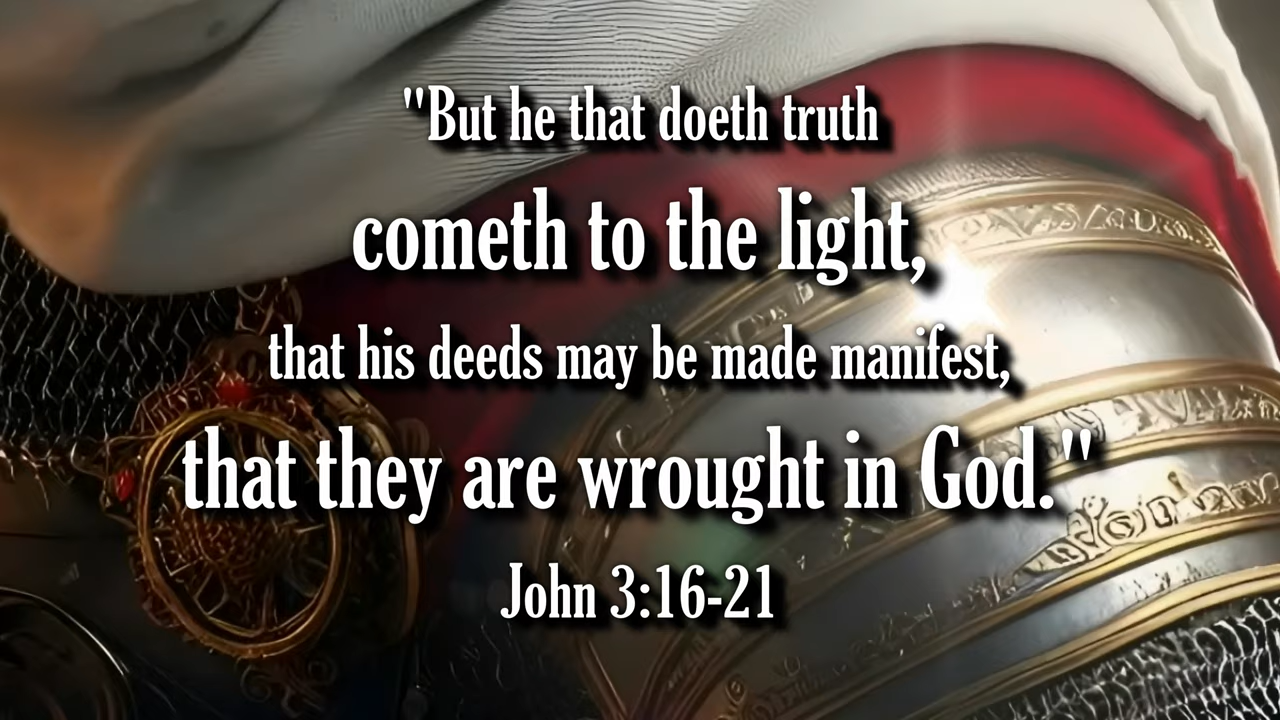 "But he that doeth truth
cometh to the light,
that his deeds may be made manifest,
that they are wrought in God."
John 3:16-21